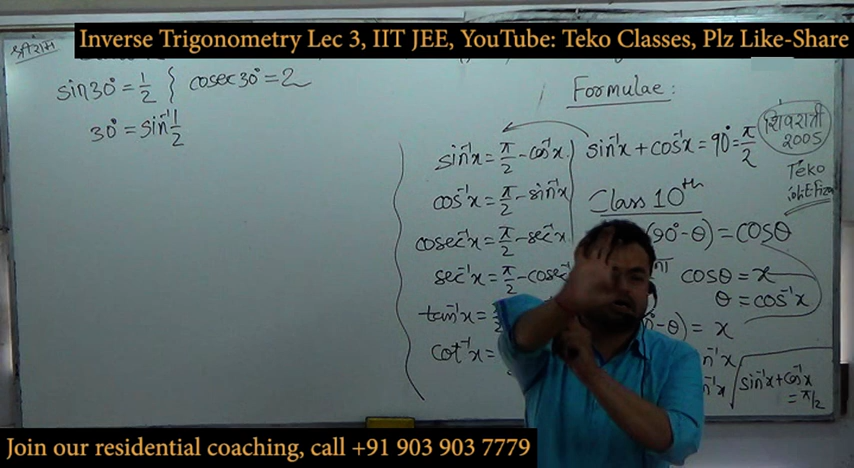 Inverse Trigonometry Lec 3, IIT JEE, YouTube: Teko Classes, Plz Like-Share
श्रीराम
sin30° = 1/2 { cosec30° = 2
30° = sin⁻¹ 1/2
Formulae:
sin⁻¹x = π/2 - cos⁻¹x
cos⁻¹x = π/2 - sin⁻¹x
cosec⁻¹x = π/2 - sec⁻¹x
sec⁻¹x = π/2 - cosec⁻¹
tan⁻¹x =
cot⁻¹x =
sin⁻¹x + cos⁻¹x = 90° = π/2
शिवरात्री
2005
Teko
Class 10th
(90° - θ) = cosθ
cosθ = x
θ = cos⁻¹x
- θ) = x
sin⁻¹x + cos⁻¹x
= π/2
Join our residential coaching, call +91 903 903 7779